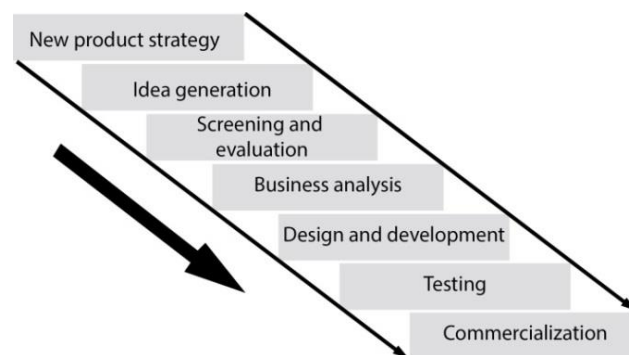 New product strategy
Idea generation
Screening and
evaluation
Business analysis
Design and development
Testing
Commercialization